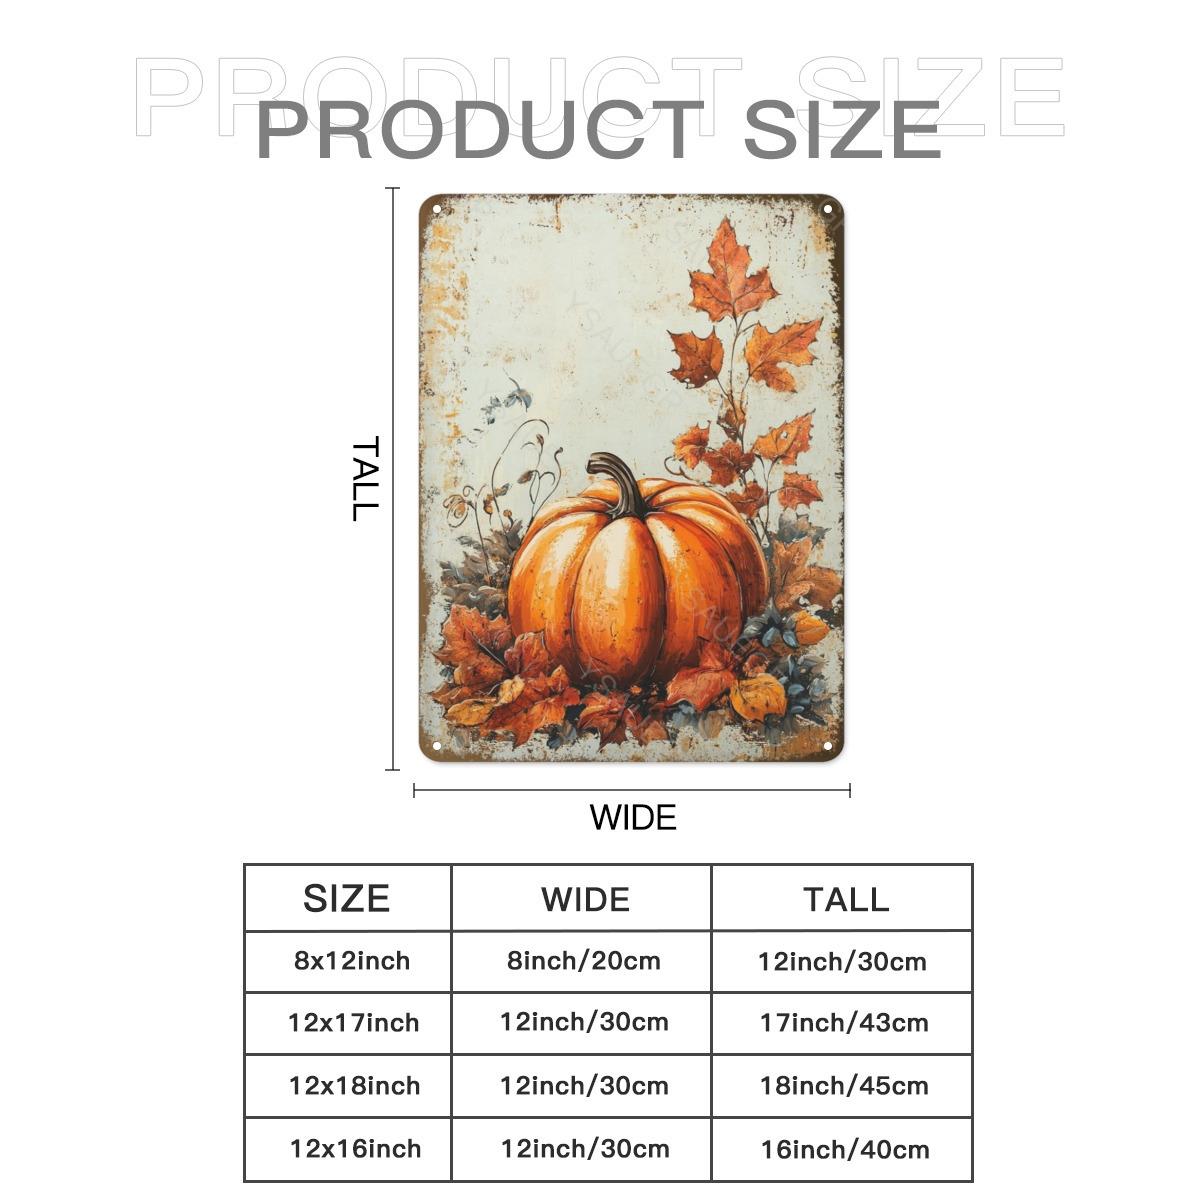 PRODUCT SIZE
PRODUCT SIZE
TALL
WIDE
SIZE WIDE TALL
8x12inch 8inch/20cm 12inch/30cm
12x17inch 12inch/30cm 17inch/43cm
12x18inch 12inch/30cm 18inch/45cm
12x16inch 12inch/30cm 16inch/40cm